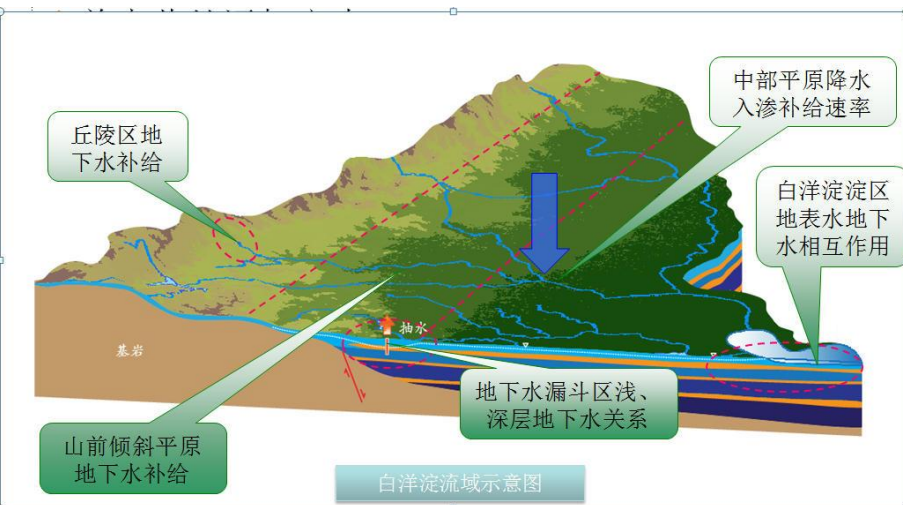 中部平原降水
入渗补给速率
丘陵区地
下水补给
白洋淀淀区
地表水地下
水相互作用
抽水
基岩
地下水漏斗区浅、
深层地下水关系
山前倾斜平原
地下水补给
白洋淀流域示意图